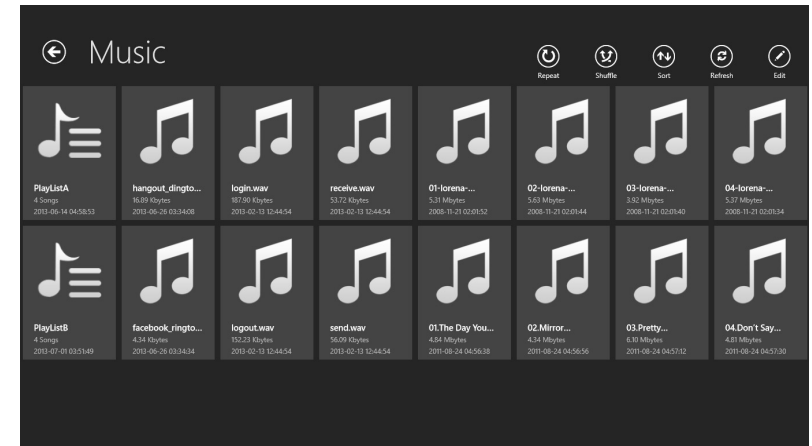 Music
Repeat Shuffle Sort Refresh Edit
PlayListA
4 Songs
2013-06-14 04:58:53
hangout_dingto...
16.89 Kbytes
2013-06-26 03:34:08
login.wav
187.90 Kbytes
2013-02-13 12:44:54
receive.wav
53.72 Kbytes
2013-02-13 12:44:54
01-lorena-...
5.31 Mbytes
2008-11-21 02:01:52
02-lorena-...
5.63 Mbytes
2008-11-21 02:01:44
03-lorena-...
3.92 Mbytes
2008-11-21 02:01:40
04-lorena-...
5.37 Mbytes
2008-11-21 02:01:34
PlayListB
4 Songs
2013-07-01 03:51:49
facebook_ringto...
4.34 Kbytes
2013-06-26 03:34:34
logout.wav
152.23 Kbytes
2013-02-13 12:44:54
send.wav
56.09 Kbytes
2013-02-13 12:44:54
01.The Day You...
4.84 Mbytes
2011-08-24 04:56:38
02.Mirror...
4.34 Mbytes
2011-08-24 04:56:56
03.Pretty...
6.10 Mbytes
2011-08-24 04:57:12
04.Don't Say...
4.81 Mbytes
2011-08-24 04:57:30